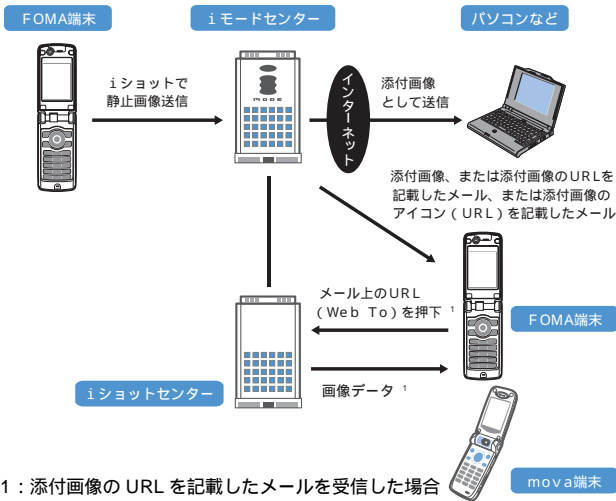 FOMA端末
iモードセンター
パソコンなど
iショットで
静止画像送信
MODE
インターネット
添付画像
として送信
添付画像、または添付画像のURLを
記載したメール、または添付画像の
アイコン（URL）を記載したメール
メール上のURL
（Web To）を押下 1
FOMA端末
iショットセンター
画像データ 1
1：添付画像の URL を記載したメールを受信した場合
mova端末